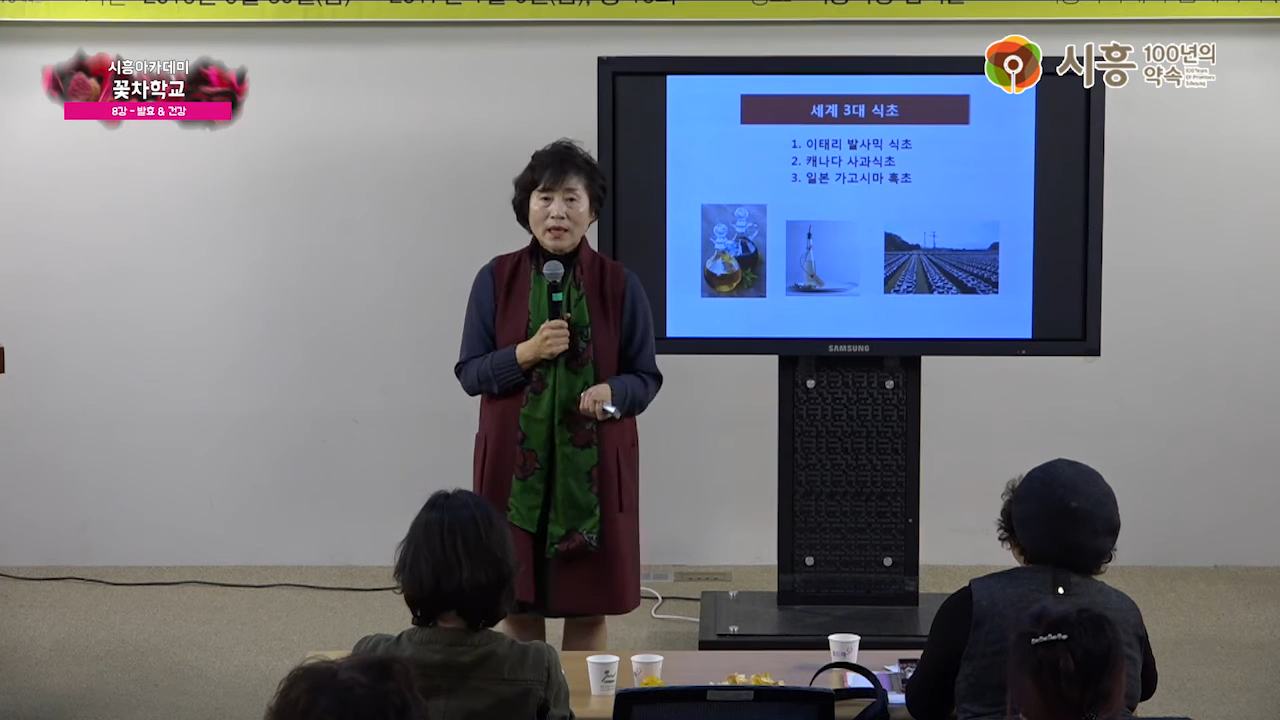 시흥아카데미
꽃차학교
8강 - 발효 & 건강
시흥 100년의 약속
세계 3대 식초
1. 이태리 발사믹 식초
2. 캐나다 사과식초
3. 일본 가고시마 흑초
SAMSUNG